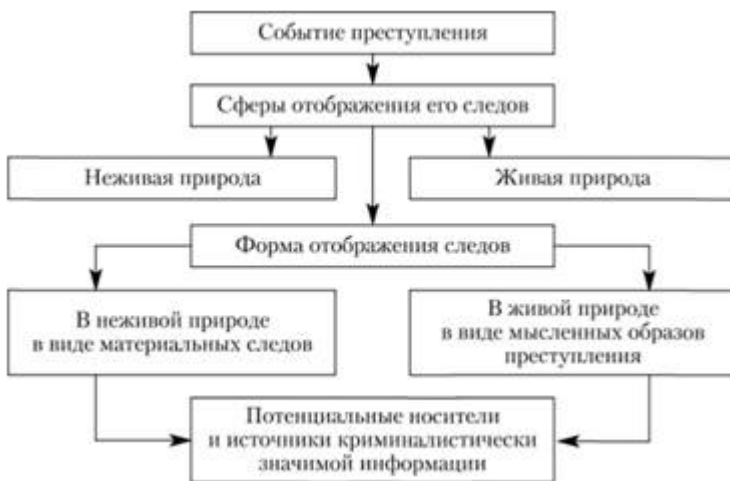 Событие преступления
Сферы отображения его следов
Неживая природа
Живая природа
Форма отображения следов
В неживой природе
в виде материальных следов
В живой природе
в виде мысленных образов
преступления
Потенциальные носители
и источники криминалистически
значимой информации